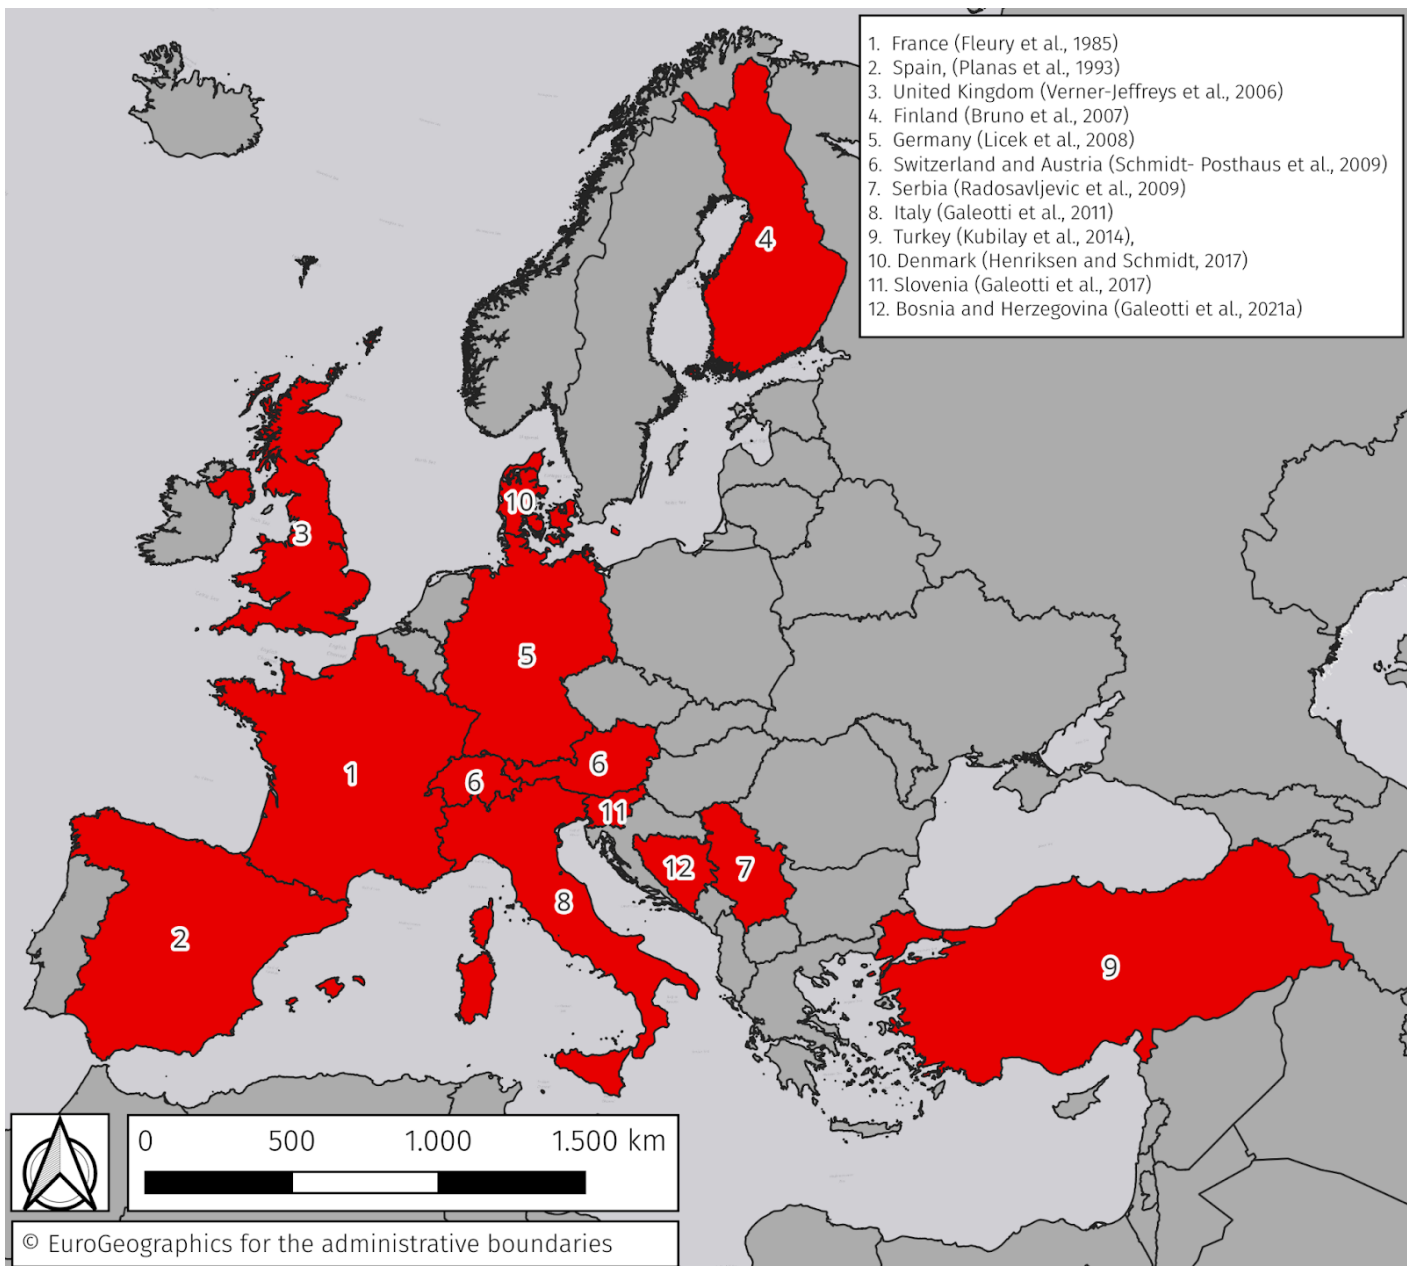 1. France (Fleury et al., 1985)
2. Spain, (Planas et al., 1993)
3. United Kingdom (Verner-Jeffreys et al., 2006)
4. Finland (Bruno et al., 2007)
5. Germany (Licek et al., 2008)
6. Switzerland and Austria (Schmidt- Posthaus et al., 2009)
7. Serbia (Radosavljevic et al., 2009)
8. Italy (Galeotti et al., 2011)
9. Turkey (Kubilay et al., 2014),
10. Denmark (Henriksen and Schmidt, 2017)
11. Slovenia (Galeotti et al., 2017)
12. Bosnia and Herzegovina (Galeotti et al., 2021a)
4
10
3
5
1
6
6
11
12
7
8
2
9
0 500 1.000 1.500 km
© EuroGeographics for the administrative boundaries